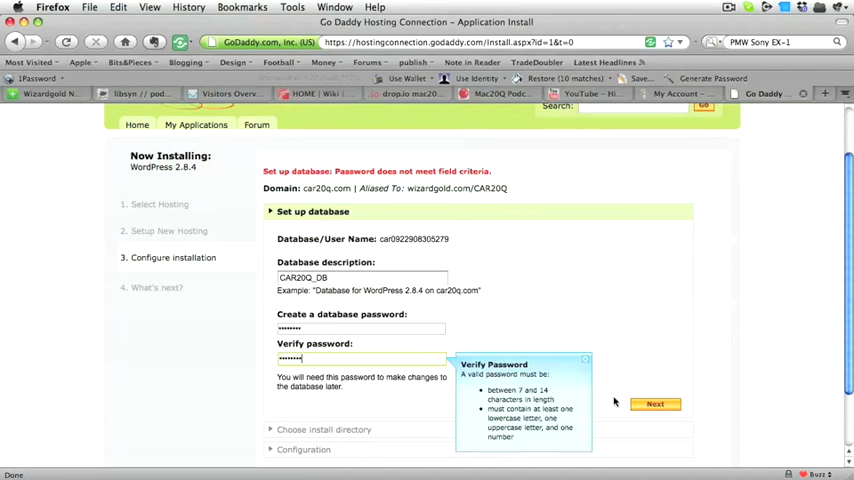 Firefox File Edit View History Bookmarks Tools Window Help
Go Daddy Hosting Connection – Application Install
GoDaddy.com, Inc. (US) https://hostingconnection.godaddy.com/Install.aspx?id=1&t=0 PMW Sony EX-1
Most Visited Apple Bits&Pieces Blogging Design Football Money Forums publish Note in Reader TradeDoubler Latest Headlines
1Password Use Wallet Use Identity Restore (10 matches) Save... Generate Password
Wizardgold N... libsyn // pod... Visitors Overv... HOME | Wiki |... drop.io mac20... Mac20Q Podc... YouTube - Hi... My Account -... Go Daddy ...
Search: Go
Home My Applications Forum
Now Installing:
WordPress 2.8.4
1. Select Hosting
2. Setup New Hosting
3. Configure installation
4. What's next?
Set up database: Password does not meet field criteria.
Domain: car20q.com | Aliased To: wizardgold.com/CAR20Q
Set up database
Database/User Name: car0922908305279
Database description:
CAR20Q_DB
Example: "Database for WordPress 2.8.4 on car20q.com"
Create a database password:
••••••••
Verify password:
••••••••
You will need this password to make changes to
the database later.
Verify Password
A valid password must be:
• between 7 and 14
characters in length
• must contain at least one
lowercase letter, one
uppercase letter, and one
number
Next
Choose install directory
Configuration
Done
Buzz